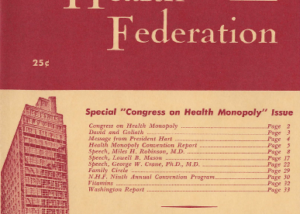 Health
Federation
25¢
Special "Congress on Health Monopoly" Issue
Congress on Health Monopoly Page 2
David and Goliath Page 3
Message from President Hart Page 4
Health Monopoly Convention Report Page 5
Speech, Miles H. Robinson, M.D. Page 8
Speech, Lowell B. Mason Page 17
Speech, George W. Crane, Ph.D., M.D. Page 22
Family Circle Page 29
N.H.F. Ninth Annual Convention Program Page 30
Vitamins Page 32
Washington Report Page 33